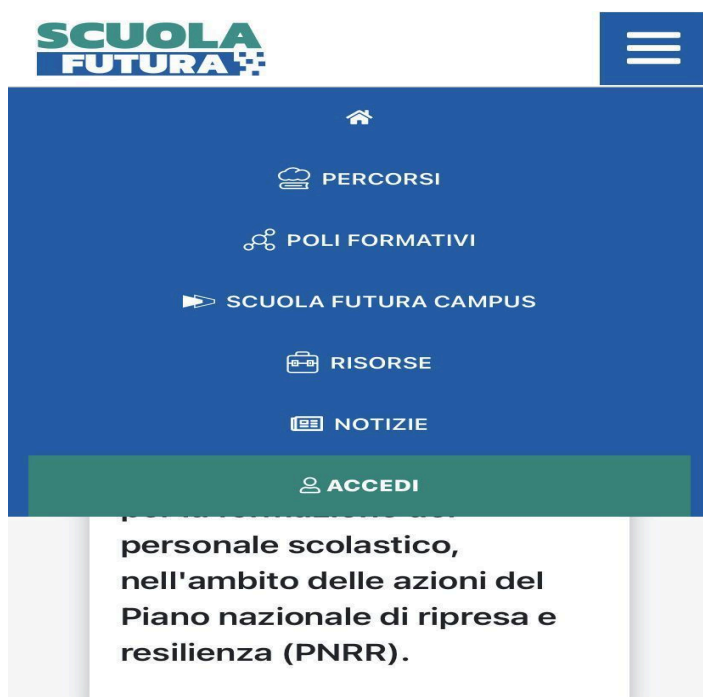 SCUOLA
FUTURA
PERCORSI
POLI FORMATIVI
SCUOLA FUTURA CAMPUS
RISORSE
NOTIZIE
ACCEDI
personale scolastico,
nell'ambito delle azioni del
Piano nazionale di ripresa e
resilienza (PNRR).